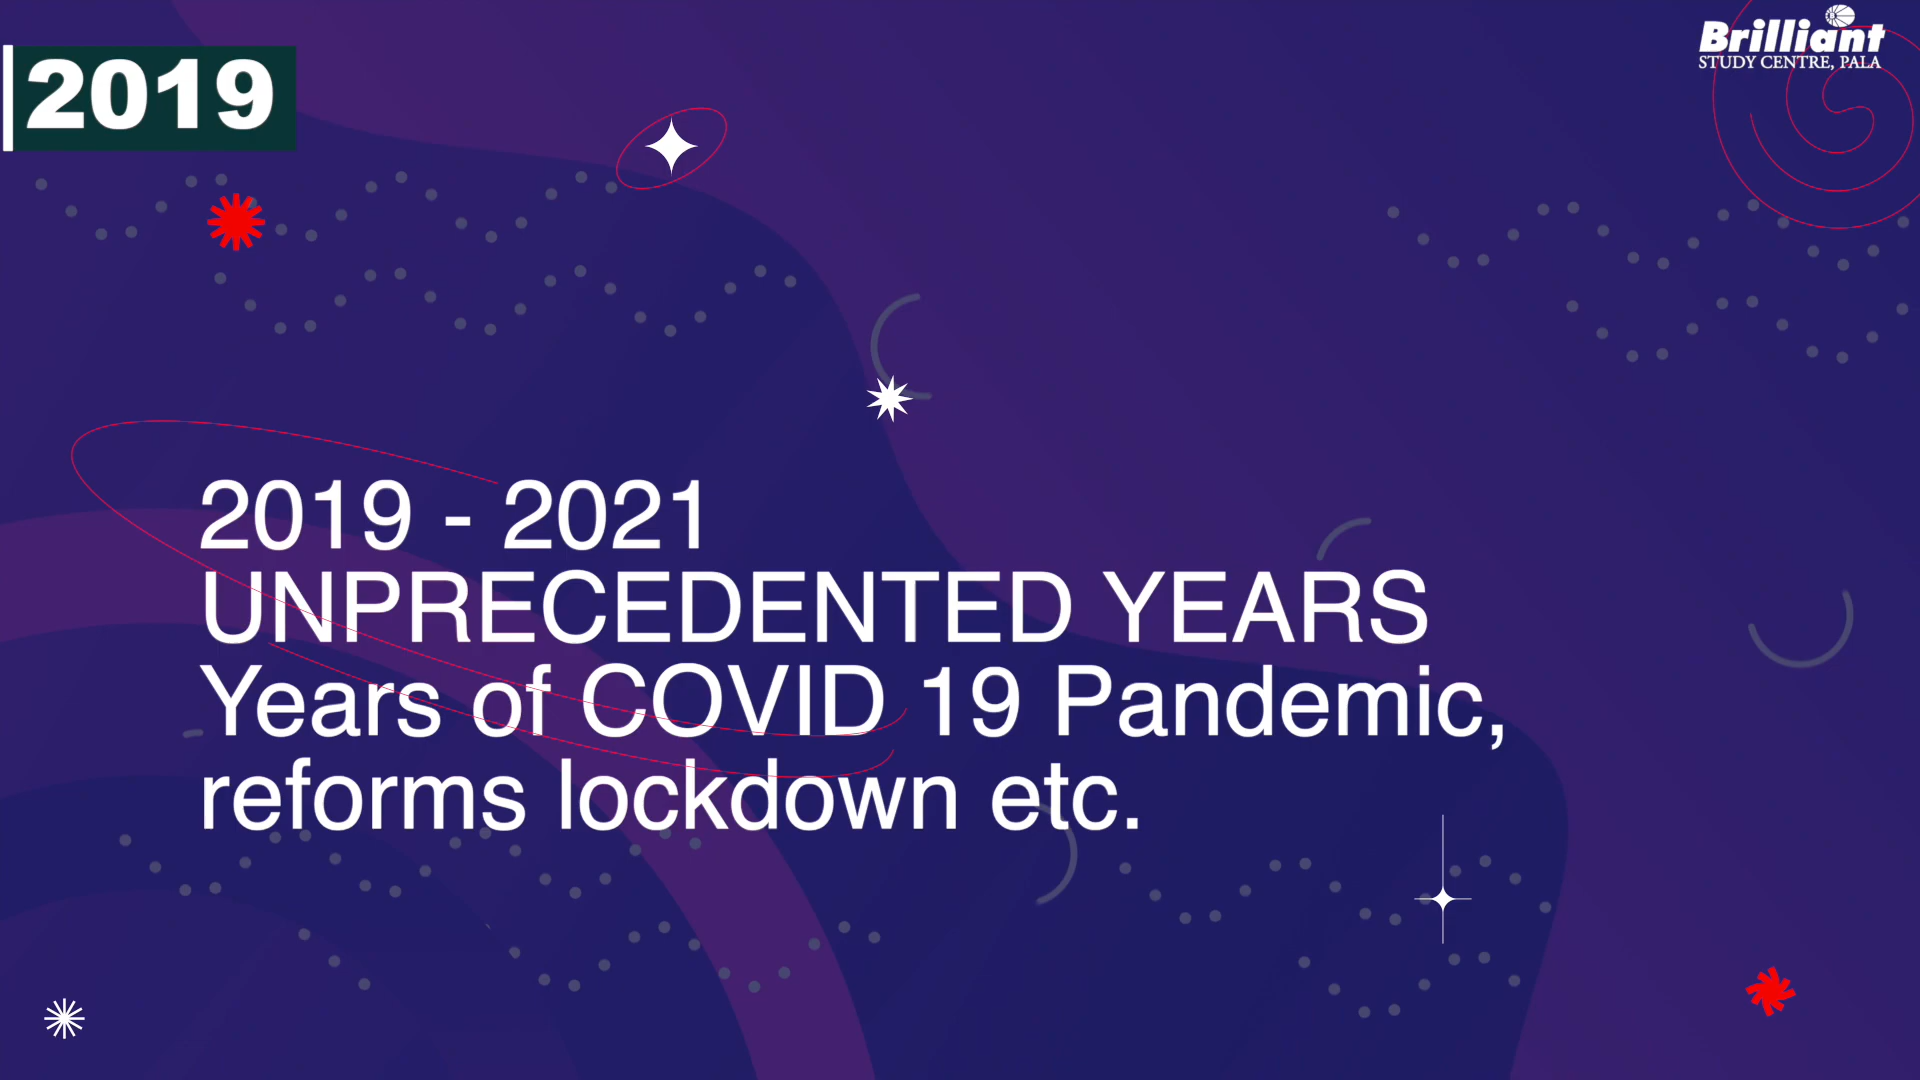 2019
Brilliant
STUDY CENTRE, PALA
2019 - 2021
UNPRECEDENTED YEARS
Years of COVID 19 Pandemic,
reforms lockdown etc.